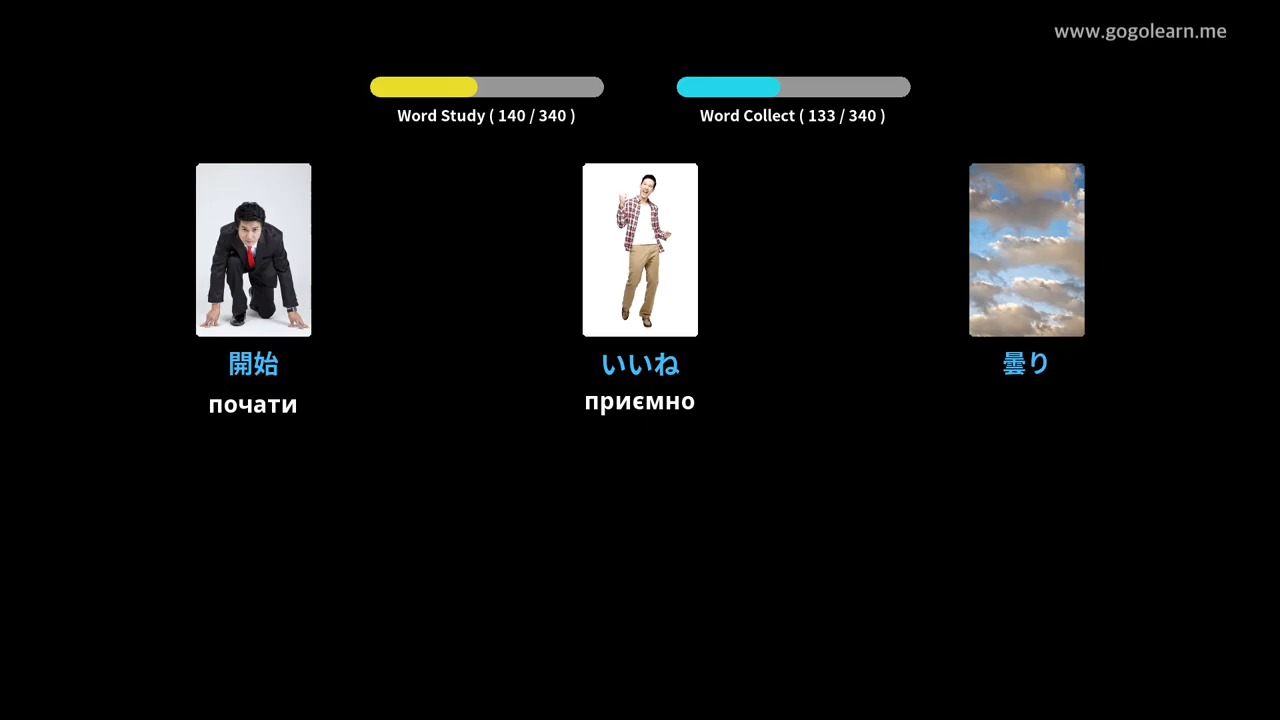 www.gogolearn.me
Word Study ( 140 / 340 )
Word Collect ( 133 / 340 )
開始
いいね
曇り
почати
приємно